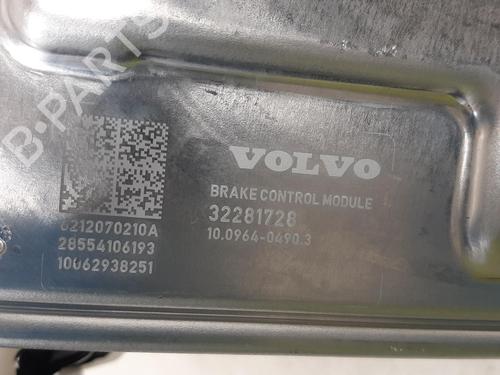 B-PARTS
VOLVO
BRAKE CONTROL MODULE
32281728
10.0964-0490.3
0212070210A
28554106193
10062938251